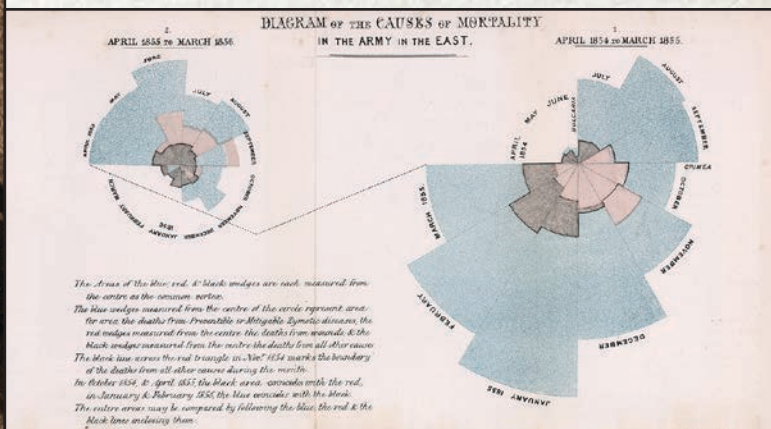 DIAGRAM OF THE CAUSES OF MORTALITY
IN THE ARMY IN THE EAST.
2.
APRIL 1855 TO MARCH 1856.
1.
APRIL 1854 TO MARCH 1855.
APRIL 1855
MAY
JUNE
JULY
AUGUST
SEPTEMBER
OCTOBER
NOVEMBER
DECEMBER
JANUARY 1856
FEBRUARY
MARCH
APRIL 1854
MAY
JUNE
BULGARIA
JULY
AUGUST
SEPTEMBER
CRIMEA
OCTOBER
NOVEMBER
DECEMBER
JANUARY 1855
FEBRUARY
MARCH 1855
The Areas of the blue, red, & black wedges are each measured from
the centre as the common vertex.
The blue wedges measured from the centre of the circle represent area
for area the deaths from Preventible or Mitigable Zymotic diseases, the
red wedges measured from the centre the deaths from wounds, & the
black wedges measured from the centre the deaths from all other causes
The black line across the red triangle in Novr. 1854 marks the boundary
of the deaths from all other causes during the month.
In October 1854, & April 1855, the black area coincides with the red,
in January & February 1856, the blue coincides with the black.
The entire areas may be compared by following the blue, the red & the
black lines enclosing them.